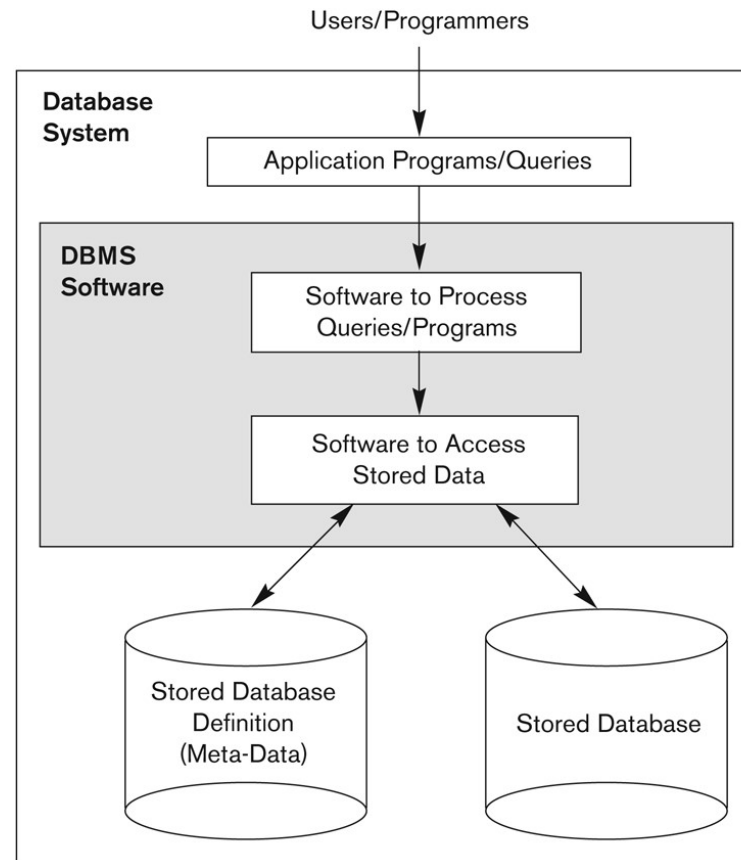 Users/Programmers
Database
System
Application Programs/Queries
DBMS
Software
Software to Process
Queries/Programs
Software to Access
Stored Data
Stored Database
Definition
(Meta-Data)
Stored Database